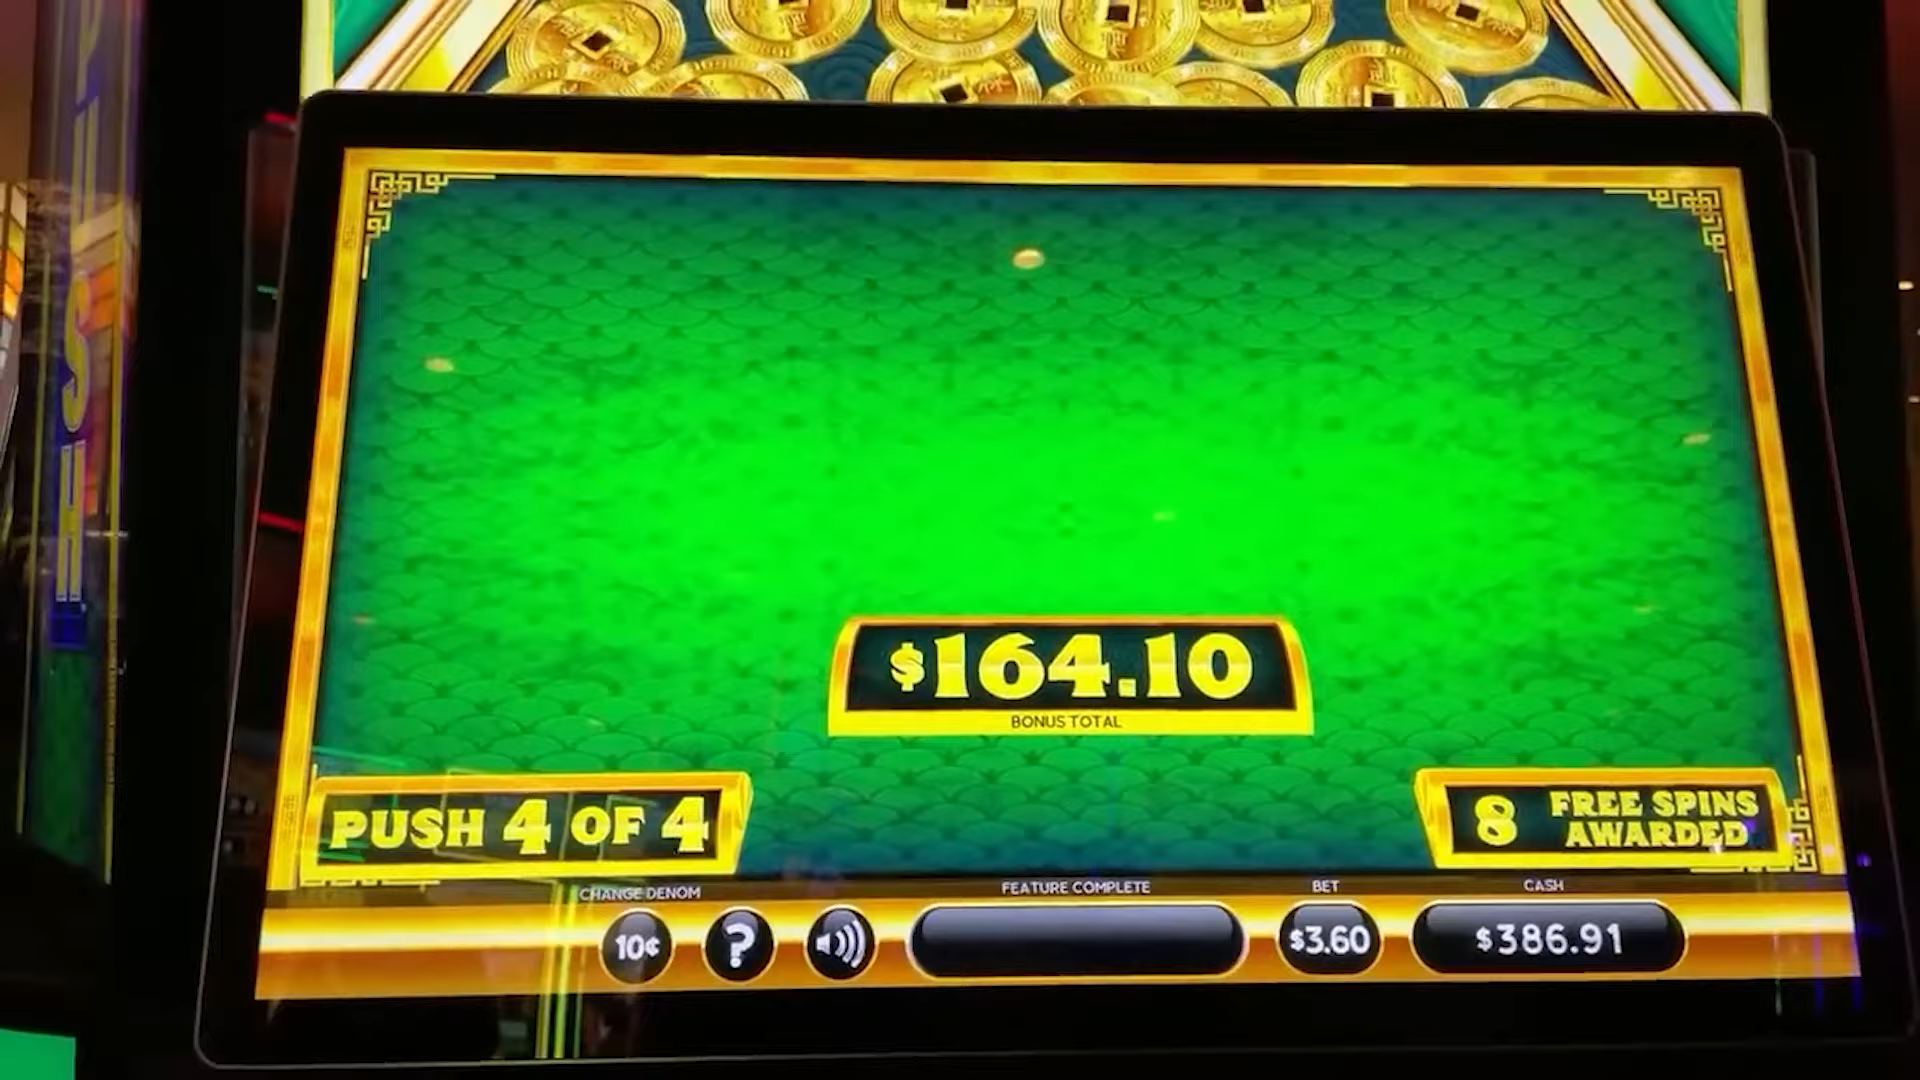 $164.10
BONUS TOTAL
PUSH 4 OF 4
8 FREE SPINS
AWARDED
CHANGE DENOM
FEATURE COMPLETE
BET
CASH
10¢
?
$3.60
$386.91